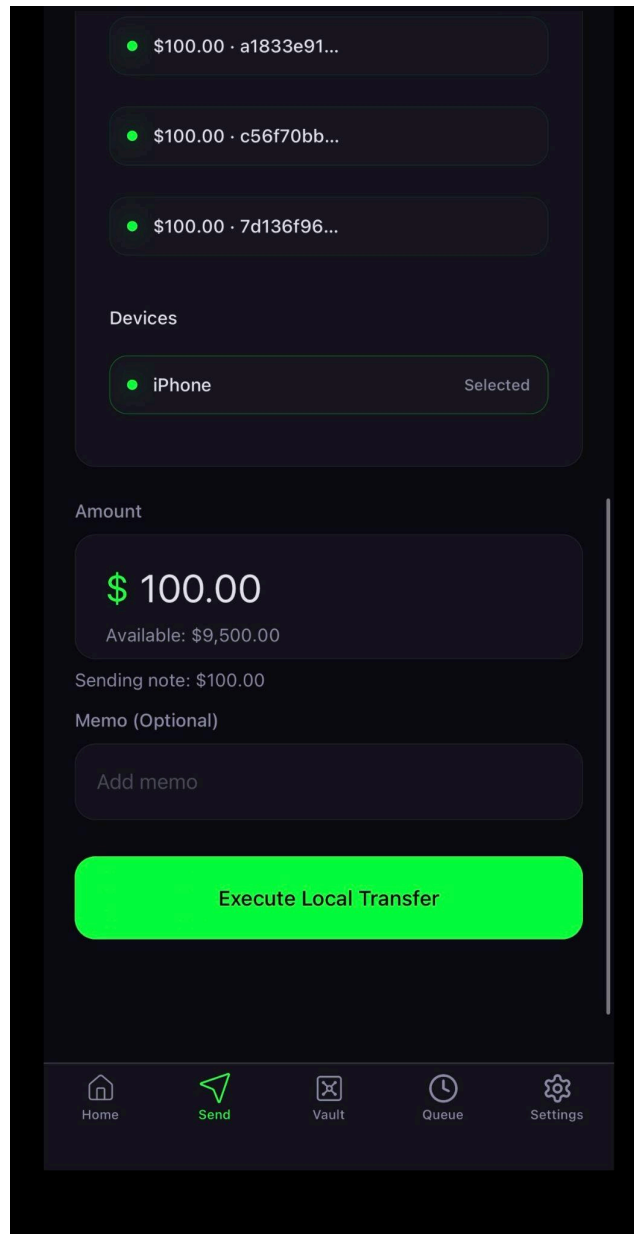 $100.00 · a1833e91...
$100.00 · c56f70bb...
$100.00 · 7d136f96...
Devices
iPhone Selected
Amount
$ 100.00
Available: $9,500.00
Sending note: $100.00
Memo (Optional)
Add memo
Execute Local Transfer
Home Send Vault Queue Settings